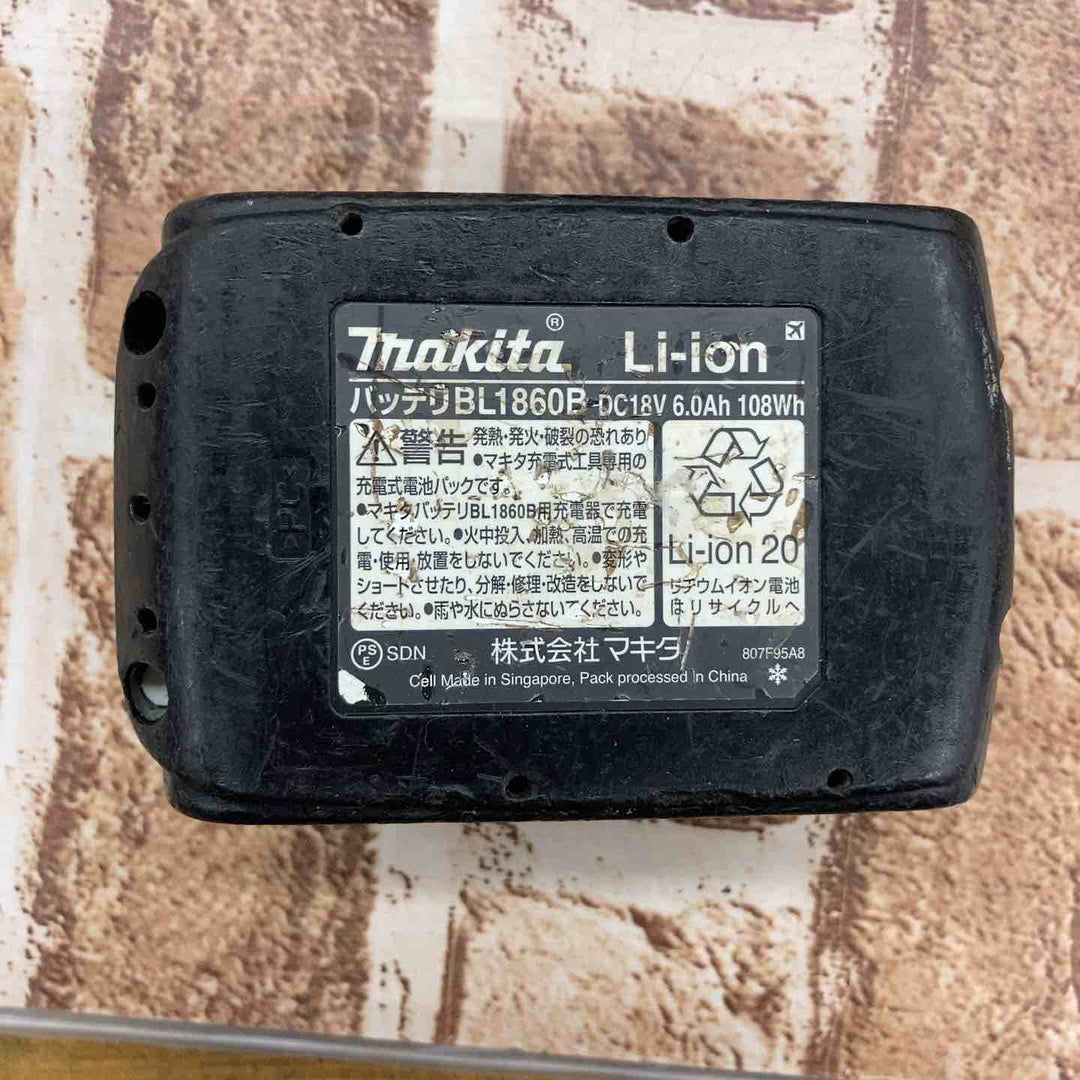 makita® Li-ion
バッテリBL1860B DC18V 6.0Ah 108Wh
警告 発熱・発火・破裂の恐れあり
●マキタ充電式工具専用の
充電式電池パックです。
●マキタバッテリBL1860B用充電器で充電
してください。●火中投入、加熱、高温での充
電・使用・放置をしないでください。●変形や
ショートさせたり、分解・修理・改造をしないで
ください。●雨や水にぬらさないでください。
Li-ion 20
リチウムイオン電池
はリサイクルへ
PSE SDN 株式会社マキタ 807F95A8
Cell Made in Singapore, Pack processed in China
>PC<